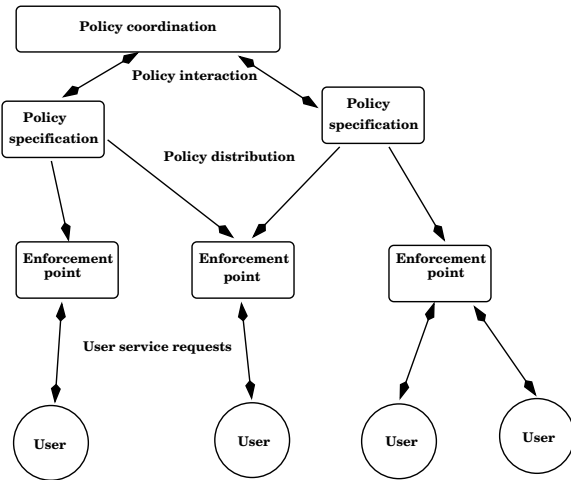 Policy coordination
Policy interaction
Policy
specification
Policy
specification
Policy distribution
Enforcement
point
Enforcement
point
Enforcement
point
User service requests
User
User
User
User